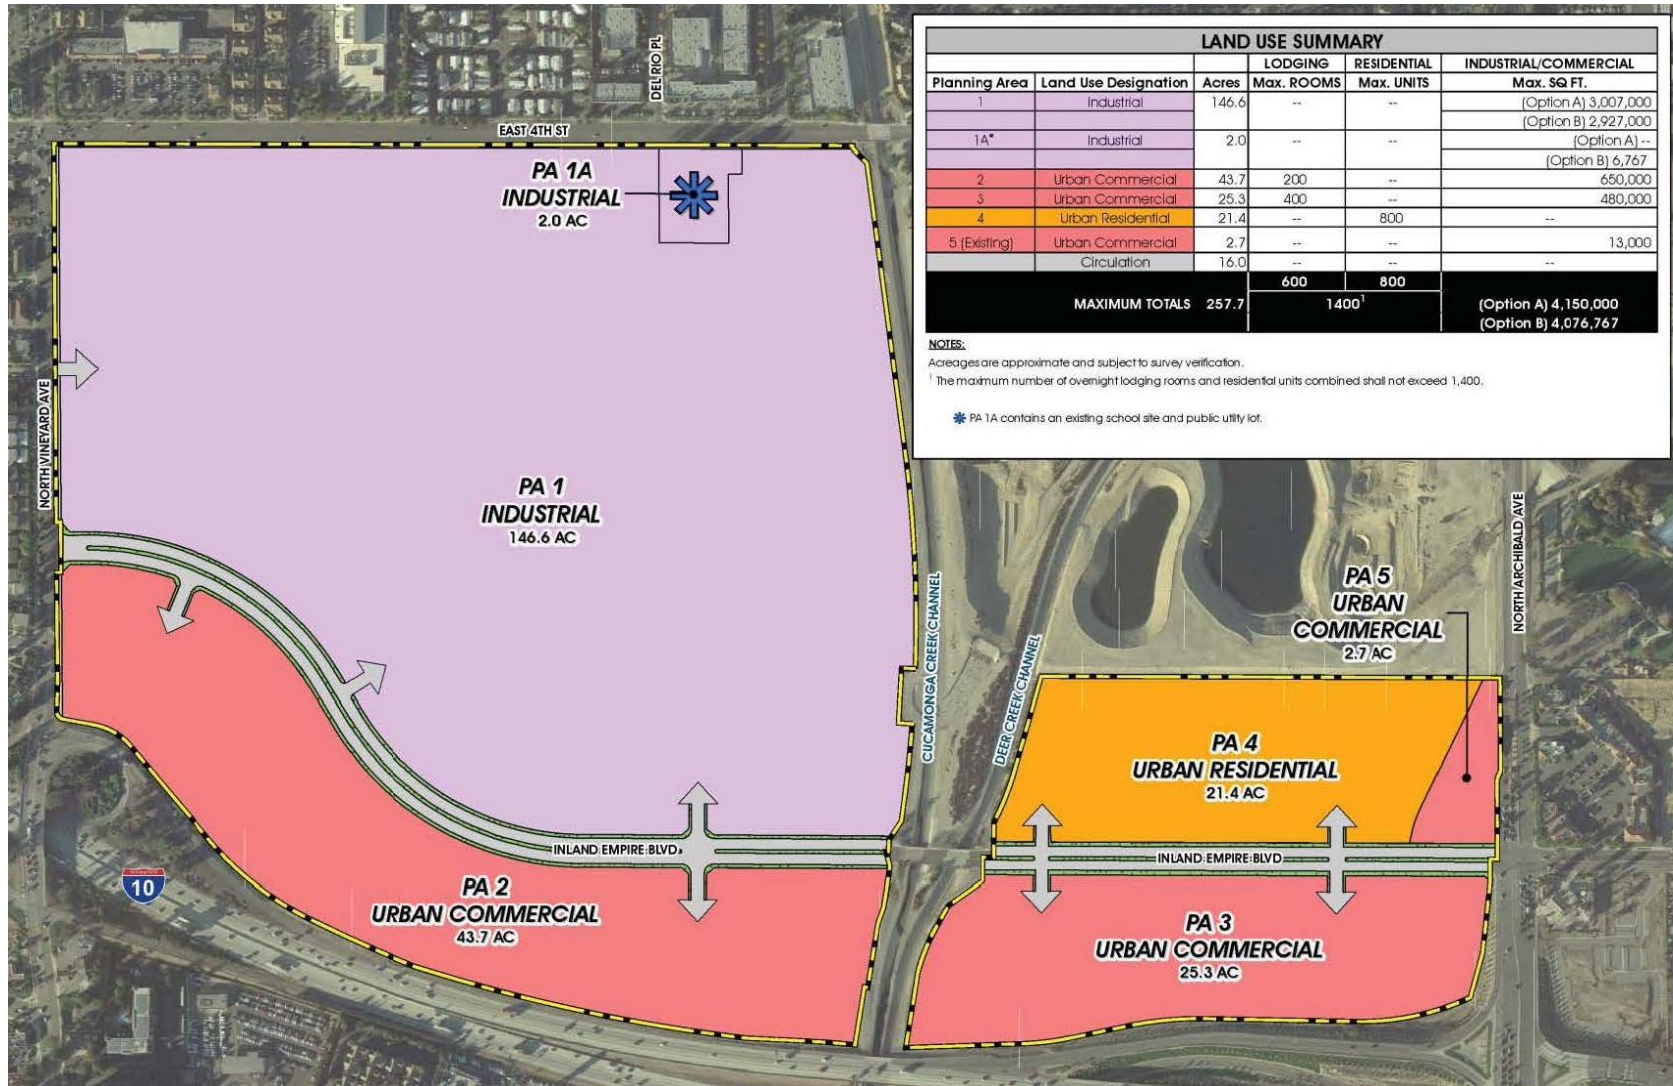 DEL RIO PL
EAST 4TH ST
PA 1A
INDUSTRIAL
2.0 AC
NORTH VINEYARD AVE
PA 1
INDUSTRIAL
146.6 AC
INLAND EMPIRE BLVD.
10
PA 2
URBAN COMMERCIAL
43.7 AC
CUCAMONGA CREEK CHANNEL
DEER CREEK CHANNEL
PA 5
URBAN
COMMERCIAL
2.7 AC
NORTH ARCHIBALD AVE
PA 4
URBAN RESIDENTIAL
21.4 AC
INLAND EMPIRE BLVD
PA 3
URBAN COMMERCIAL
25.3 AC
LAND USE SUMMARY
LODGING RESIDENTIAL INDUSTRIAL/COMMERCIAL
Planning Area Land Use Designation Acres Max. ROOMS Max. UNITS Max. SQ FT.
1 Industrial 146.6 -- -- (Option A) 3,007,000
(Option B) 2,927,000
1A* Industrial 2.0 -- -- (Option A) --
(Option B) 6,767
2 Urban Commercial 43.7 200 -- 650,000
3 Urban Commercial 25.3 400 -- 480,000
4 Urban Residential 21.4 -- 800 --
5 (Existing) Urban Commercial 2.7 -- -- 13,000
Circulation 16.0 -- -- --
600 800
MAXIMUM TOTALS 257.7 1400¹ (Option A) 4,150,000
(Option B) 4,076,767
NOTES:
Acreages are approximate and subject to survey verification.
¹ The maximum number of overnight lodging rooms and residential units combined shall not exceed 1,400.
PA 1A contains an existing school site and public utility lot.